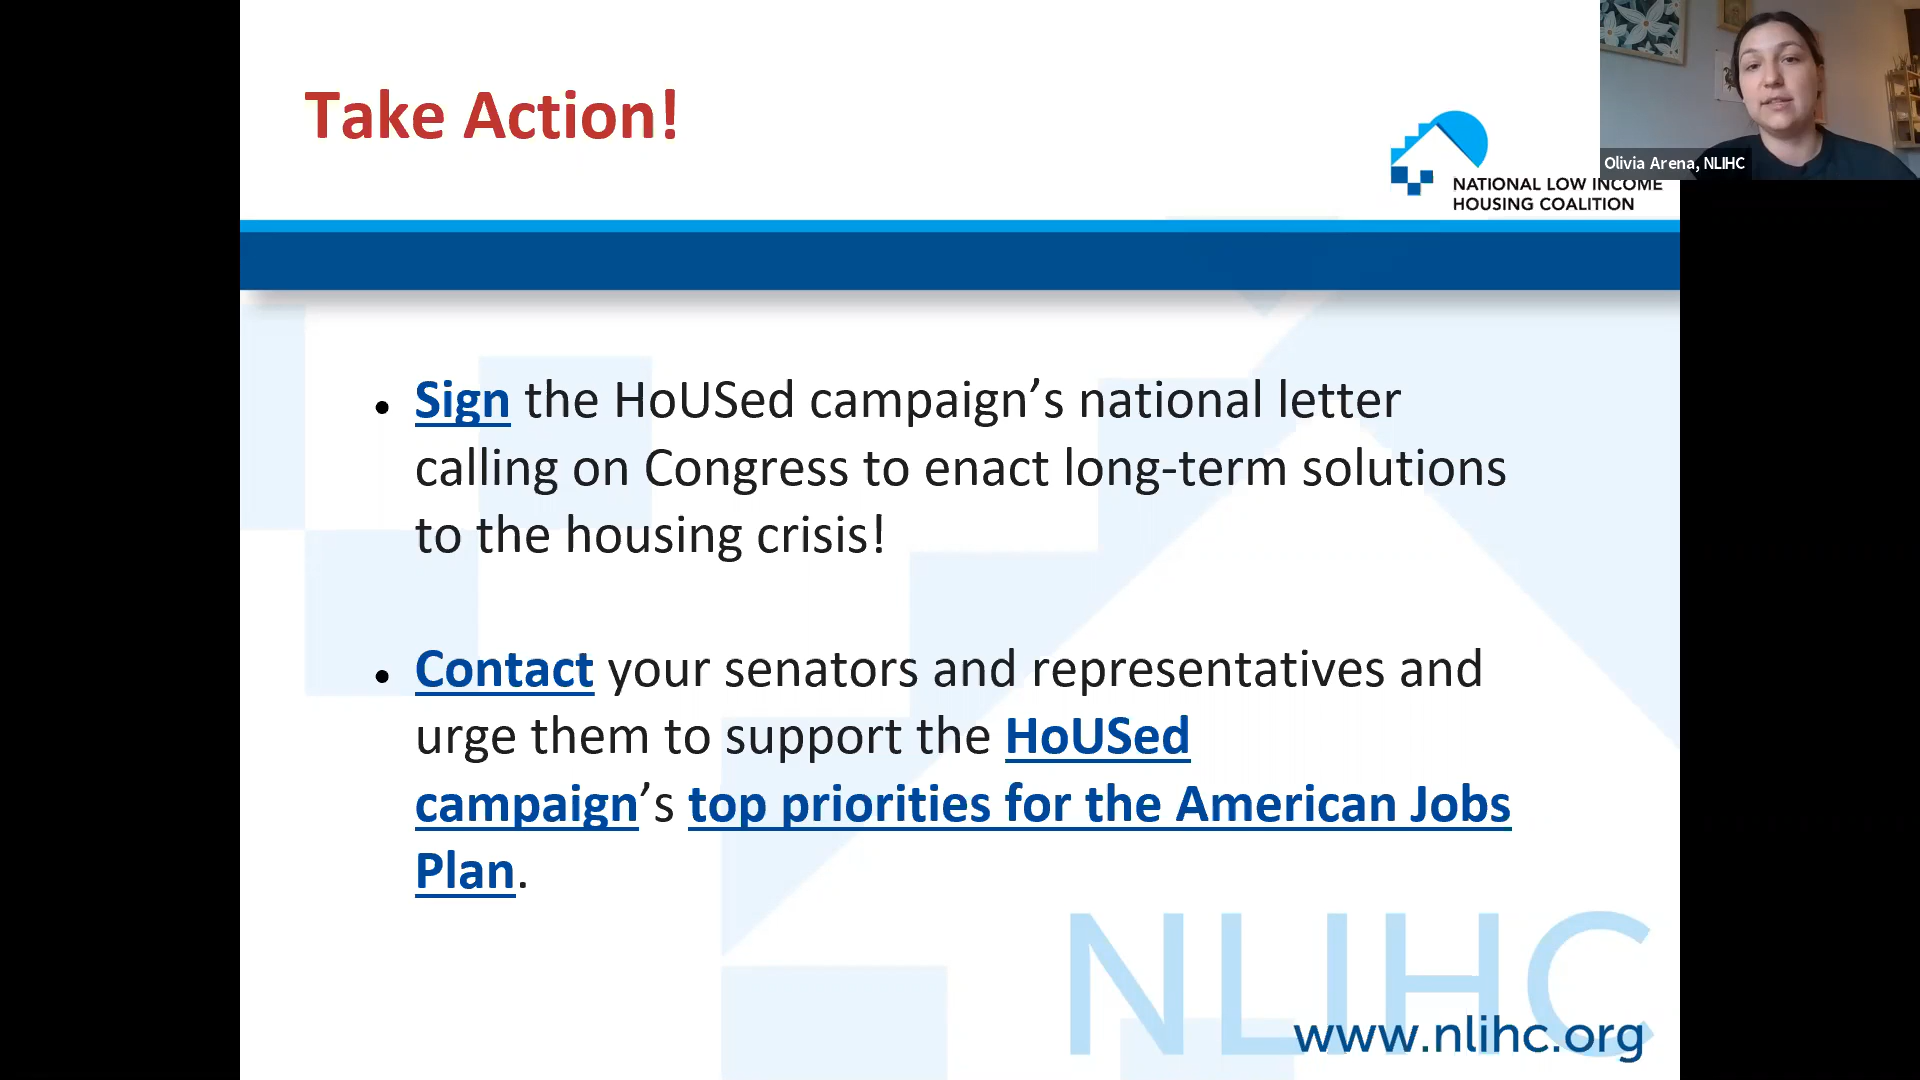 Take Action!
Olivia Arena, NLIHC
NATIONAL LOW INCOME
HOUSING COALITION
• Sign the HoUSed campaign’s national letter
calling on Congress to enact long-term solutions
to the housing crisis!
• Contact your senators and representatives and
urge them to support the HoUSed
campaign’s top priorities for the American Jobs
Plan.
NLIHC
www.nlihc.org